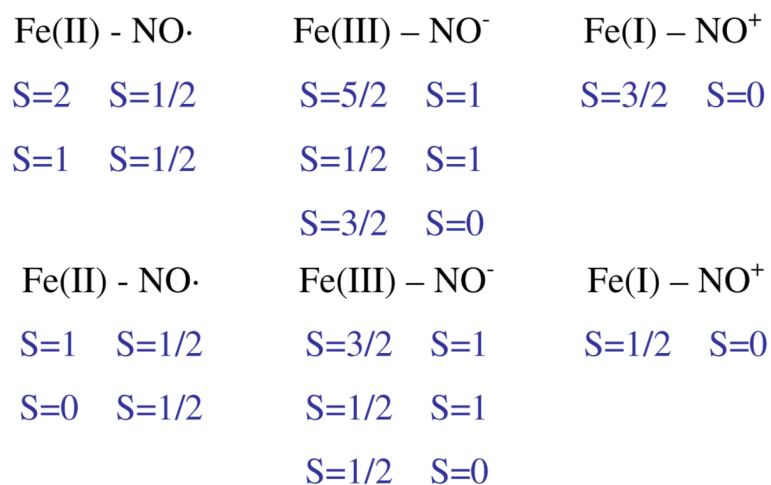 Fe(II) - NO· Fe(III) – NO⁻ Fe(I) – NO⁺
S=2 S=1/2 S=5/2 S=1 S=3/2 S=0
S=1 S=1/2 S=1/2 S=1
S=3/2 S=0
Fe(II) - NO· Fe(III) – NO⁻ Fe(I) – NO⁺
S=1 S=1/2 S=3/2 S=1 S=1/2 S=0
S=0 S=1/2 S=1/2 S=1
S=1/2 S=0